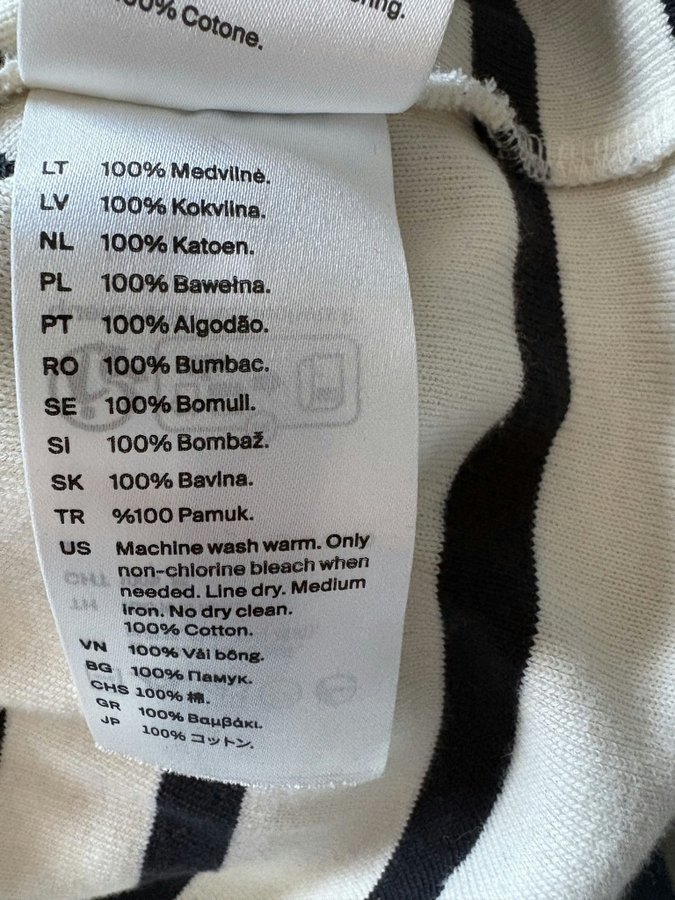 100% Cotone.
LT 100% Medvilnė.
LV 100% Kokvilna.
NL 100% Katoen.
PL 100% Bawełna.
PT 100% Algodão.
RO 100% Bumbac.
SE 100% Bomull.
SI 100% Bombaž.
SK 100% Bavlna.
TR %100 Pamuk.
US Machine wash warm. Only
non-chlorine bleach when
needed. Line dry. Medium
iron. No dry clean.
100% Cotton.
VN 100% Vải bông.
BG 100% Памук.
CHS 100% 棉.
GR 100% Βαμβάκι.
JP 100% コットン.